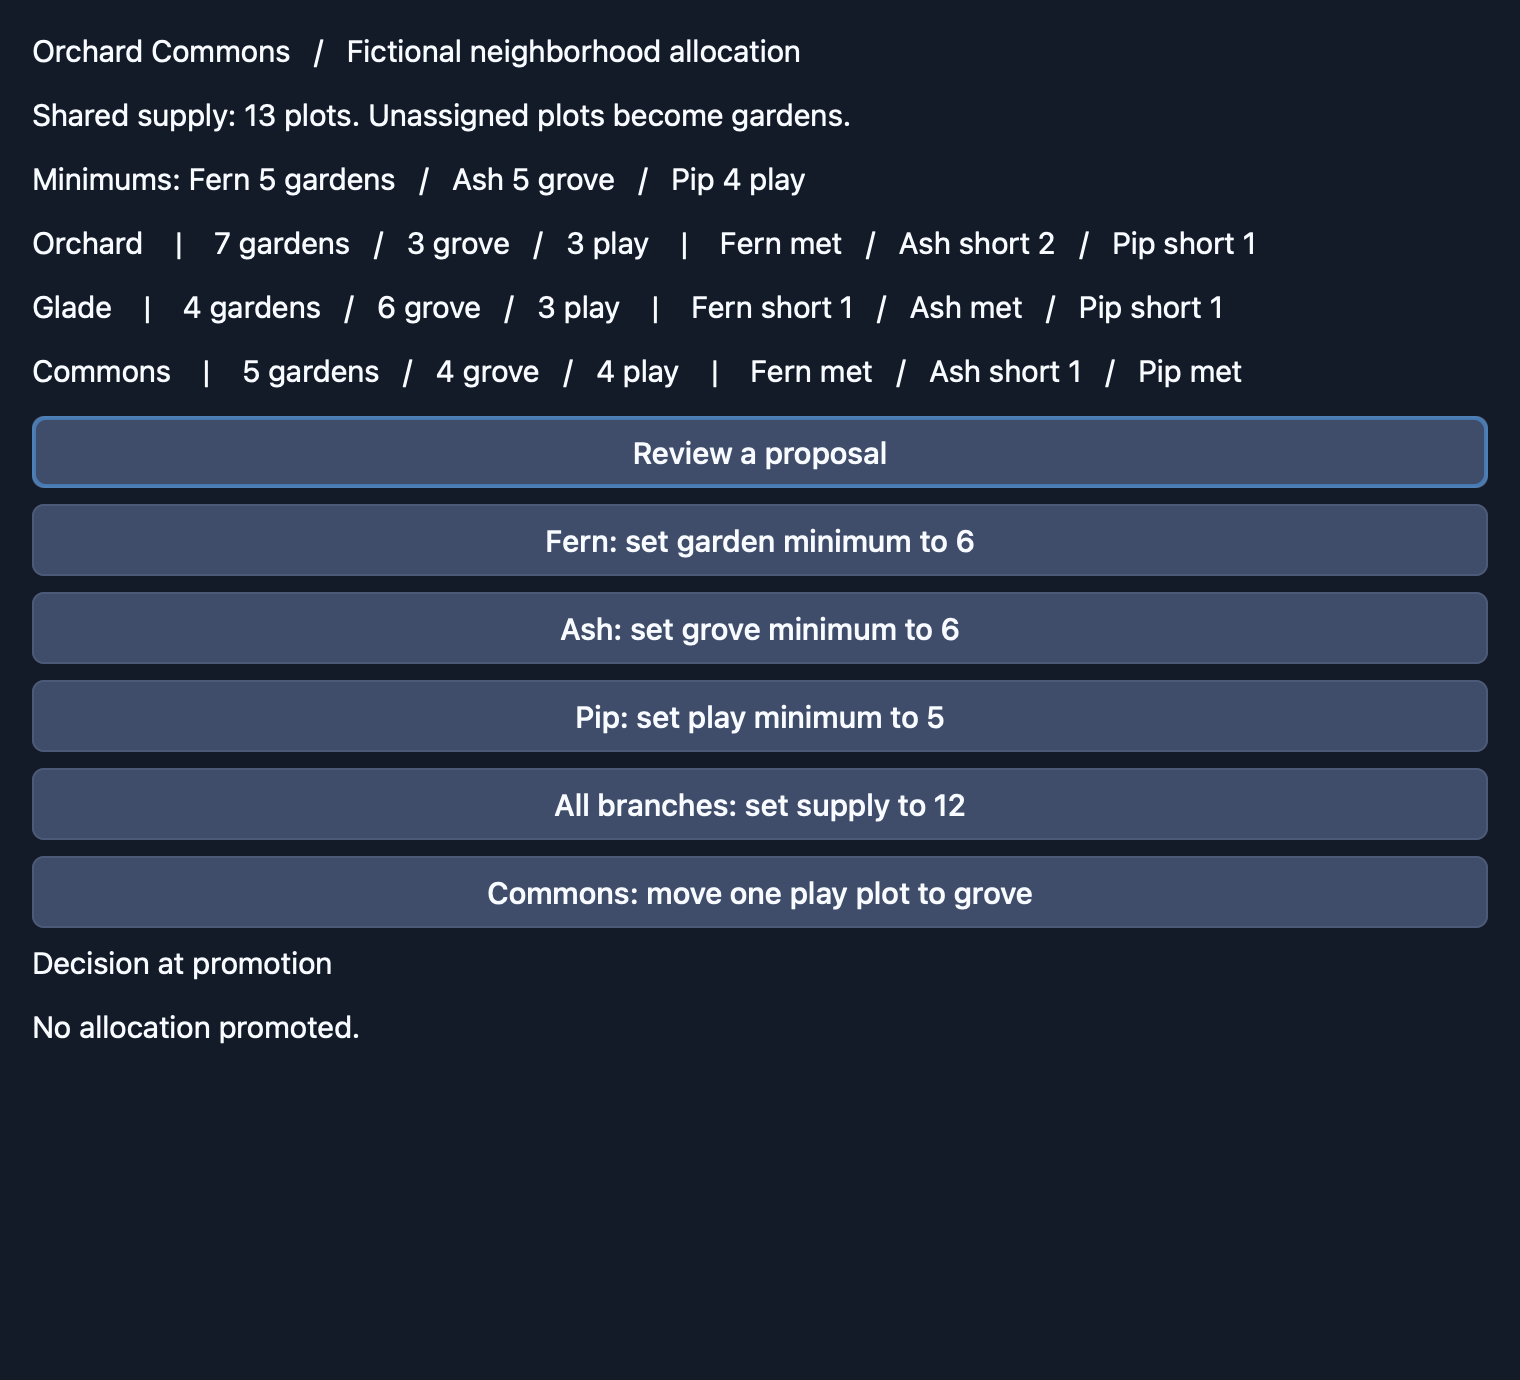 Orchard Commons / Fictional neighborhood allocation
Shared supply: 13 plots. Unassigned plots become gardens.
Minimums: Fern 5 gardens / Ash 5 grove / Pip 4 play
Orchard | 7 gardens / 3 grove / 3 play | Fern met / Ash short 2 / Pip short 1
Glade | 4 gardens / 6 grove / 3 play | Fern short 1 / Ash met / Pip short 1
Commons | 5 gardens / 4 grove / 4 play | Fern met / Ash short 1 / Pip met
Review a proposal
Fern: set garden minimum to 6
Ash: set grove minimum to 6
Pip: set play minimum to 5
All branches: set supply to 12
Commons: move one play plot to grove
Decision at promotion
No allocation promoted.